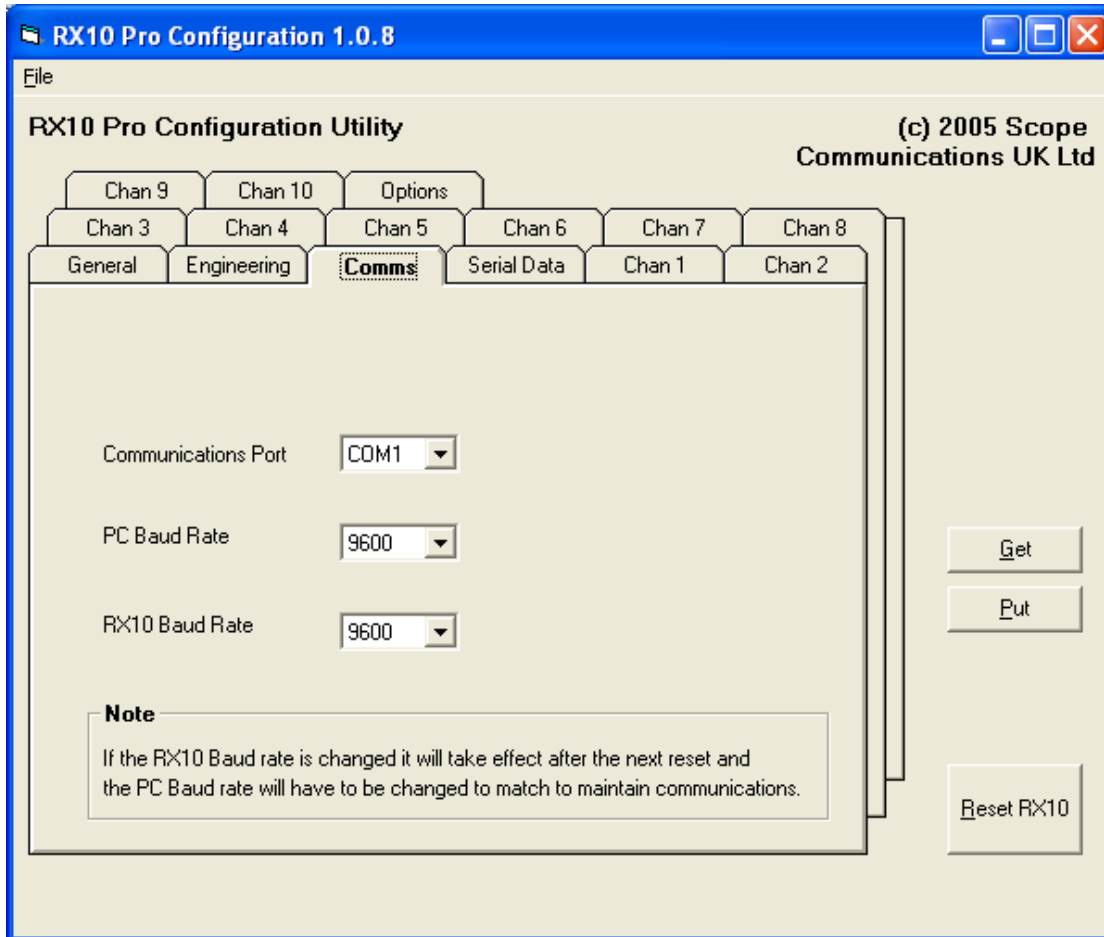 RX10 Pro Configuration 1.0.8
File
RX10 Pro Configuration Utility
(c) 2005 Scope
Communications UK Ltd
Chan 9
Chan 10
Options
Chan 3
Chan 4
Chan 5
Chan 6
Chan 7
Chan 8
General
Engineering
Comms
Serial Data
Chan 1
Chan 2
Communications Port
COM1
PC Baud Rate
9600
RX10 Baud Rate
9600
Note
If the RX10 Baud rate is changed it will take effect after the next reset and
the PC Baud rate will have to be changed to match to maintain communications.
Get
Put
Reset RX10